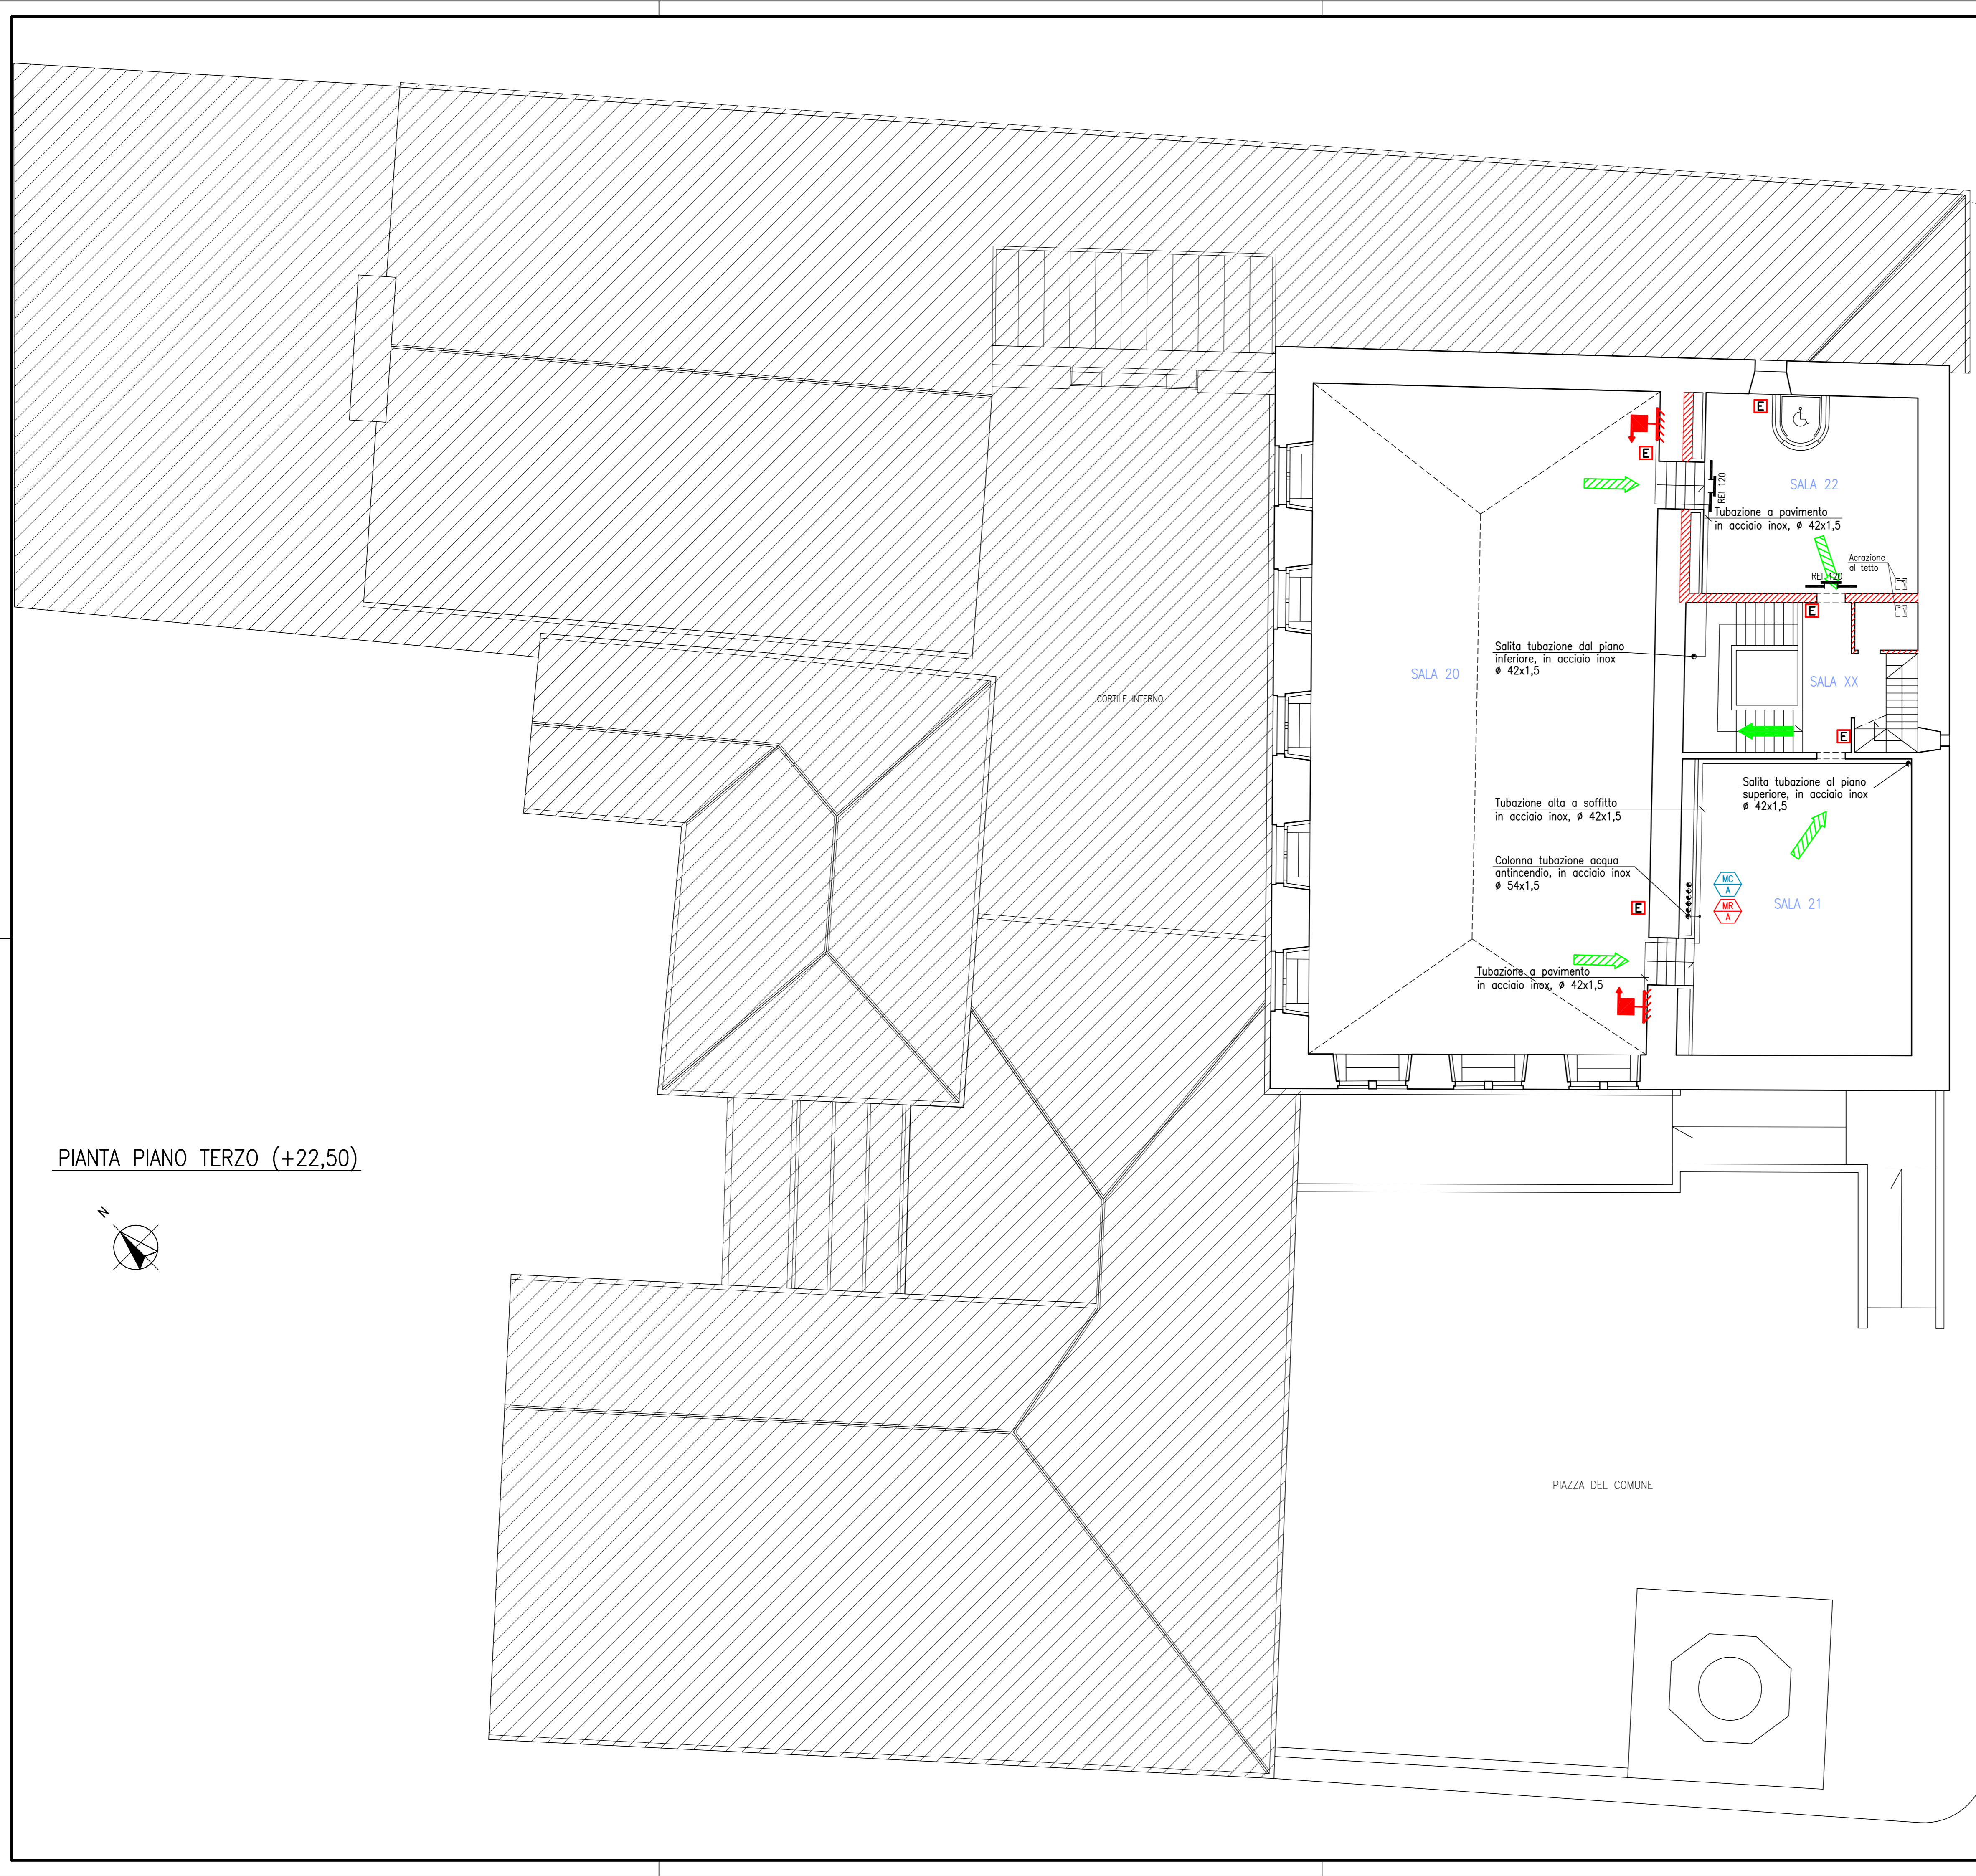 E
E
SALA 22
REI 120
Tubazione a pavimento
in acciaio inox, ø 42x1,5
Aerazione
al tetto
REI 120
E
Salita tubazione dal piano
inferiore, in acciaio inox
ø 42x1,5
SALA 20
SALA XX
CORTILE INTERNO
E
Salita tubazione al piano
superiore, in acciaio inox
ø 42x1,5
Tubazione alta a soffitto
in acciaio inox, ø 42x1,5
Colonna tubazione acqua
antincendio, in acciaio inox
ø 54x1,5
MC
A
MR
A
SALA 21
E
Tubazione a pavimento
in acciaio inox, ø 42x1,5
PIANTA PIANO TERZO (+22,50)
N
PIAZZA DEL COMUNE